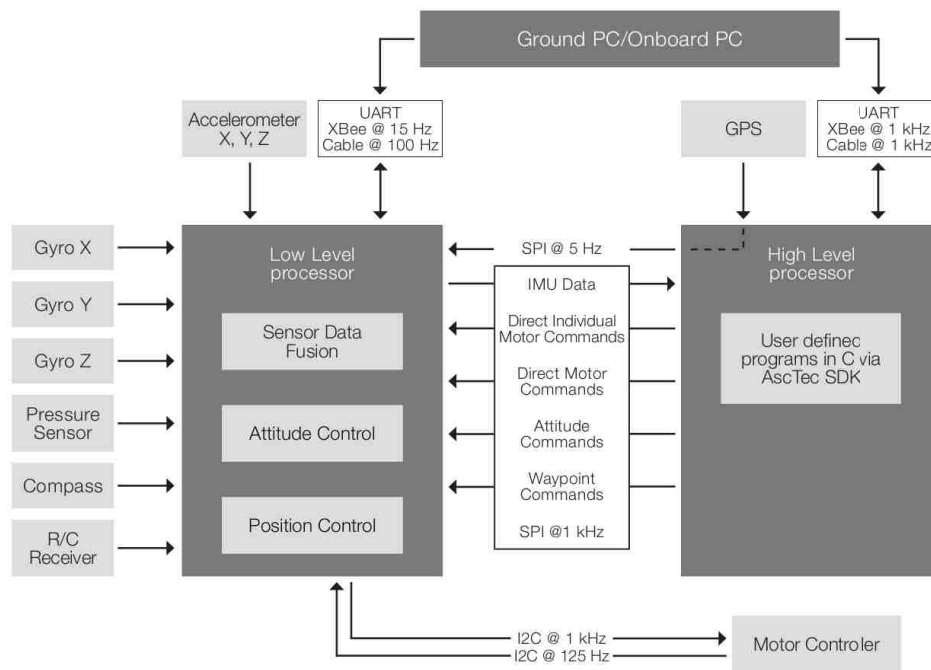 Ground PC/Onboard PC
Accelerometer
X, Y, Z
UART
XBee @ 15 Hz
Cable @ 100 Hz
GPS
UART
XBee @ 1 kHz
Cable @ 1 kHz
Gyro X
Gyro Y
Gyro Z
Pressure
Sensor
Compass
R/C
Receiver
Low Level
processor
Sensor Data
Fusion
Attitude Control
Position Control
SPI @ 5 Hz
IMU Data
Direct Individual
Motor Commands
Direct Motor
Commands
Attitude
Commands
Waypoint
Commands
SPI @1 kHz
High Level
processor
User defined
programs in C via
AscTec SDK
I2C @ 1 kHz
I2C @ 125 Hz
Motor Controler